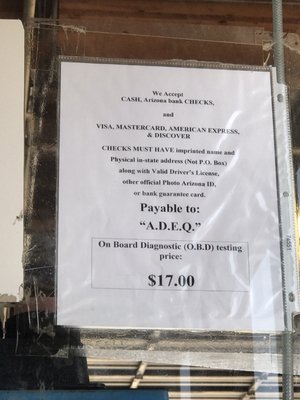 We Accept
CASH, Arizona bank CHECKS,
and
VISA, MASTERCARD, AMERICAN EXPRESS,
& DISCOVER
CHECKS MUST HAVE imprinted name and
Physical in-state address (Not P.O. Box)
along with Valid Driver's License,
other official Photo Arizona ID,
or bank guarantee card.
Payable to:
"A.D.E.Q."
On Board Diagnostic (O.B.D) testing
price:
$17.00